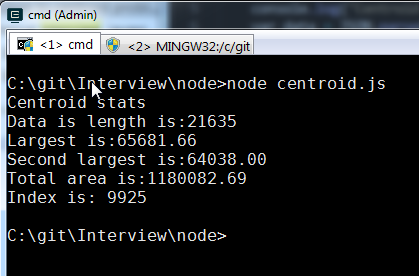 cmd (Admin)
<1> cmd
<2> MINGW32:/c/git
C:\git\Interview\node>node centroid.js
Centroid stats
Data is length is:21635
Largest is:65681.66
Second largest is:64038.00
Total area is:1180082.69
Index is: 9925
C:\git\Interview\node>